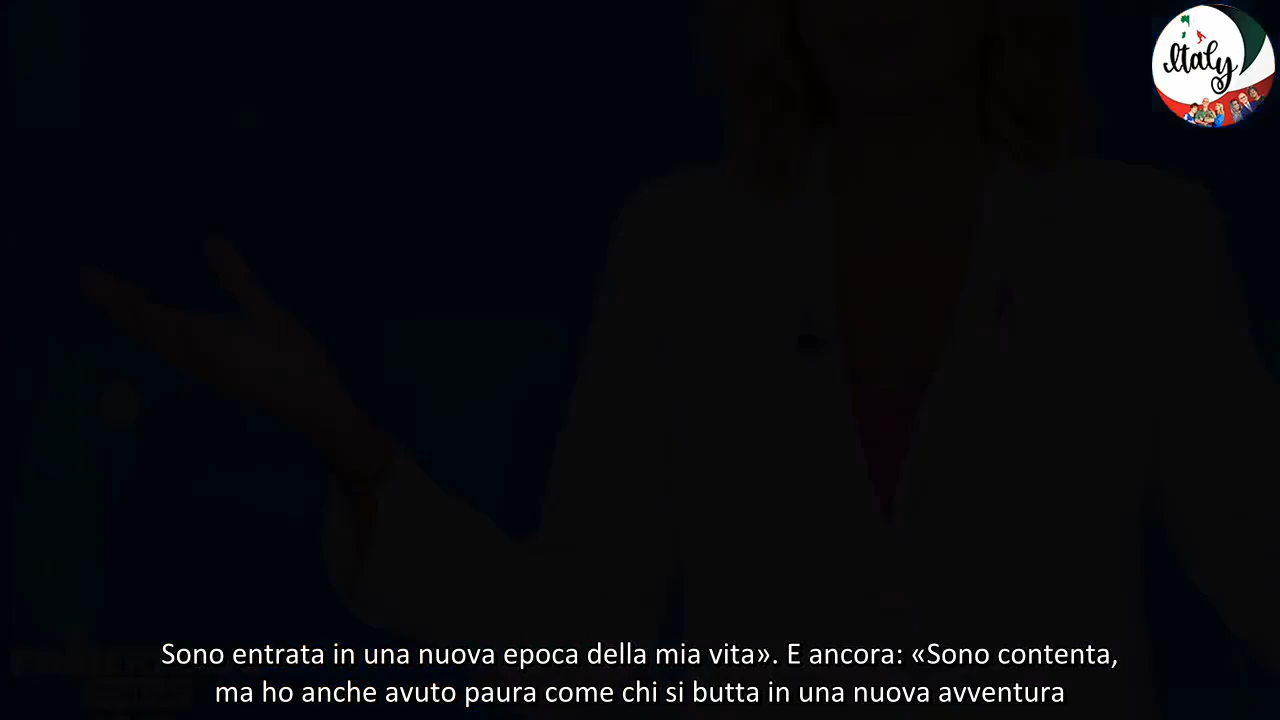 Italy
Sono entrata in una nuova epoca della mia vita». E ancora: «Sono contenta,
ma ho anche avuto paura come chi si butta in una nuova avventura